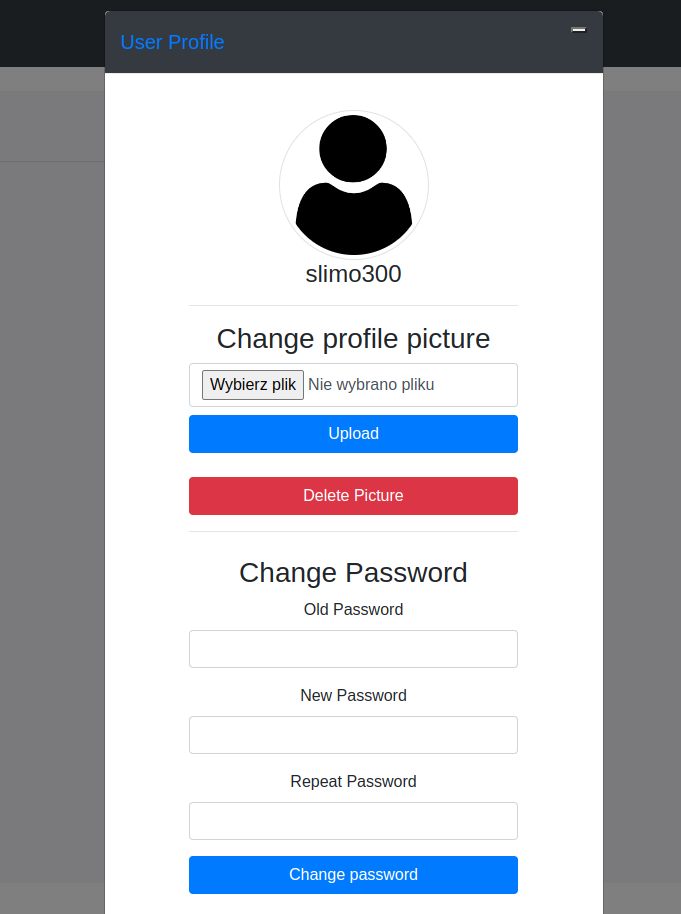 User Profile
slimo300
Change profile picture
Wybierz plik Nie wybrano pliku
Upload
Delete Picture
Change Password
Old Password
New Password
Repeat Password
Change password